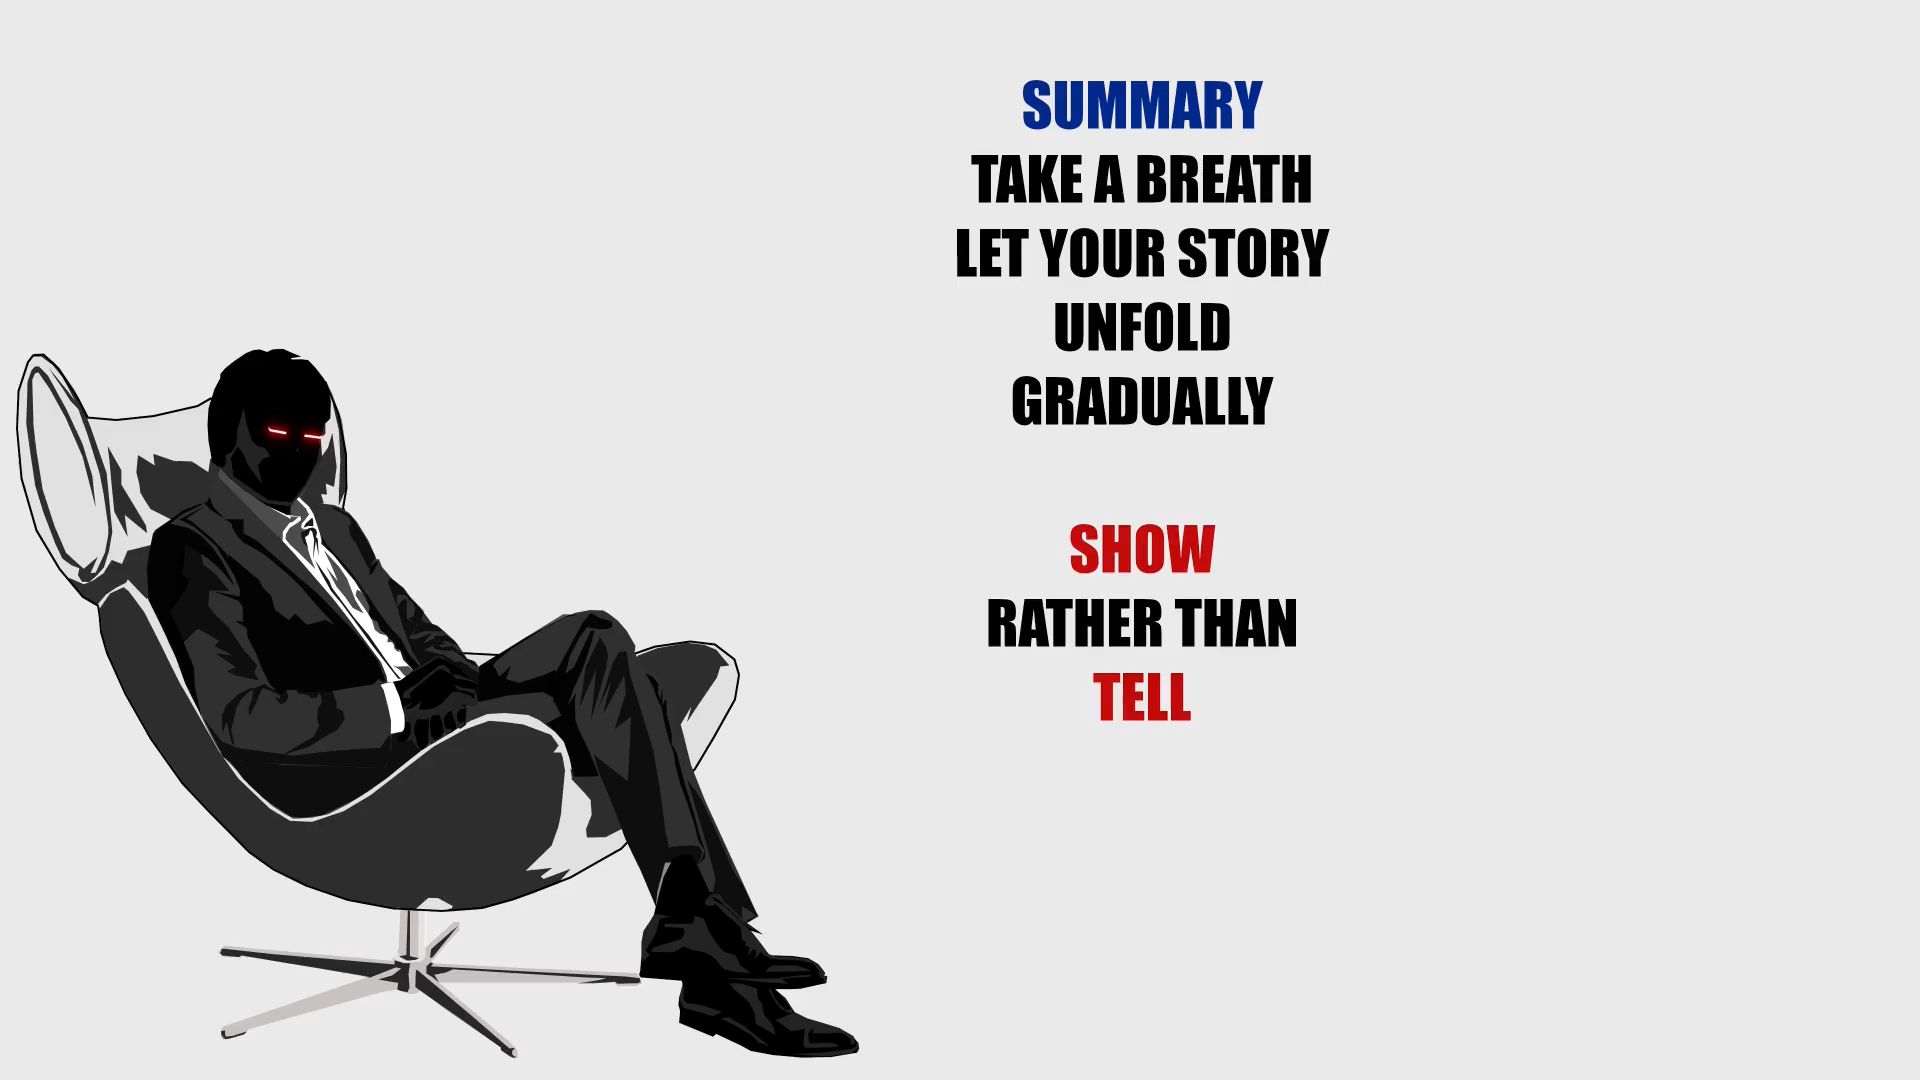 SUMMARY
TAKE A BREATH
LET YOUR STORY
UNFOLD
GRADUALLY
SHOW
RATHER THAN
TELL